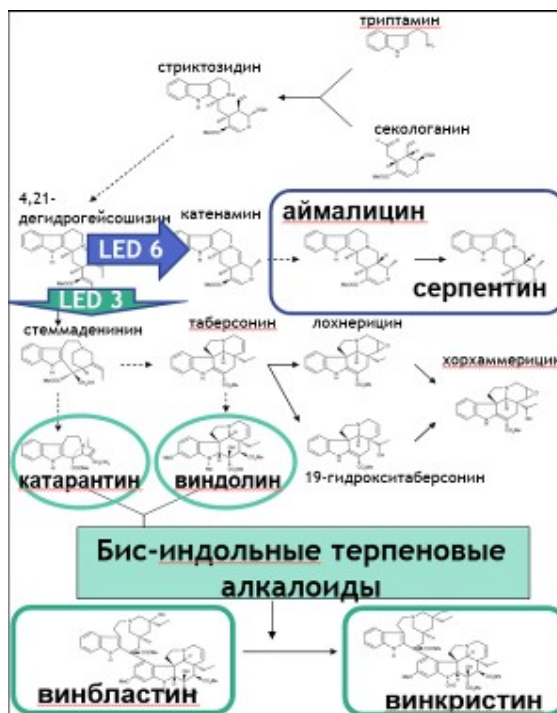 триптамин
стриктозидин
секологанин
4,21-
дегидрогейсошизин
катенамин
аймалицин
LED 6
серпентин
LED 3
стеммаденинин
таберсонин
лохнерицин
хорхаммерицин
катарантин
виндолин
19-гидрокситаберсонин
Бис-индольные терпеновые
алкалоиды
винбластин
винкристин